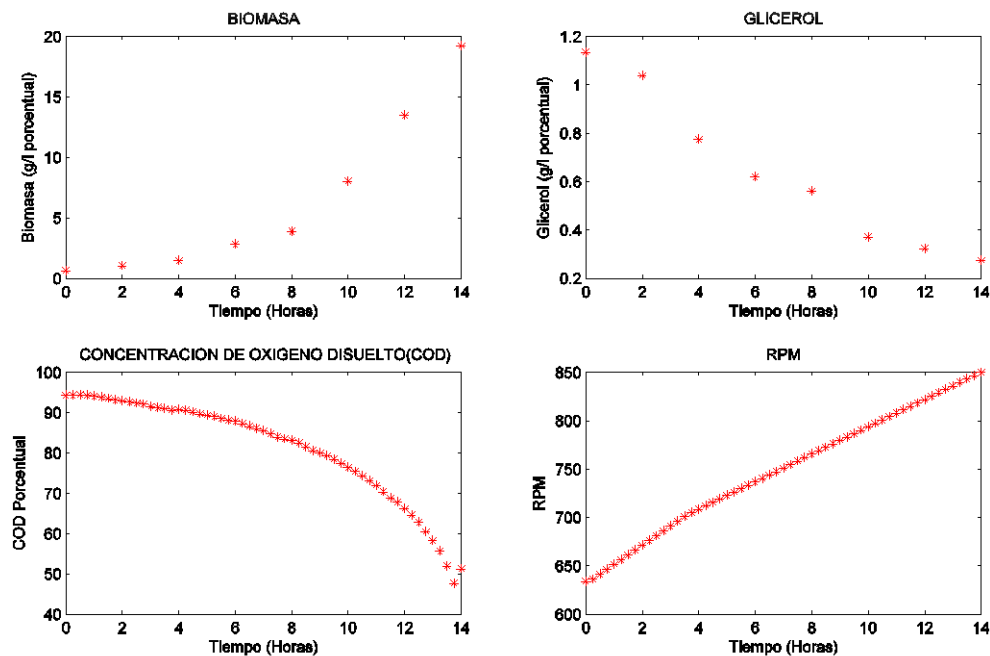 BIOMASA
20
15
10
5
0
Biomasa (g/l porcentual)
0 2 4 6 8 10 12 14
Tiempo (Horas)
GLICEROL
1.2
1
0.8
0.6
0.4
0.2
Glicerol (g/l porcentual)
0 2 4 6 8 10 12 14
Tiempo (Horas)
CONCENTRACION DE OXIGENO DISUELTO(COD)
100
90
80
70
60
50
40
COD Porcentual
0 2 4 6 8 10 12 14
Tiempo (Horas)
RPM
850
800
750
700
650
600
RPM
0 2 4 6 8 10 12 14
Tiempo (Horas)